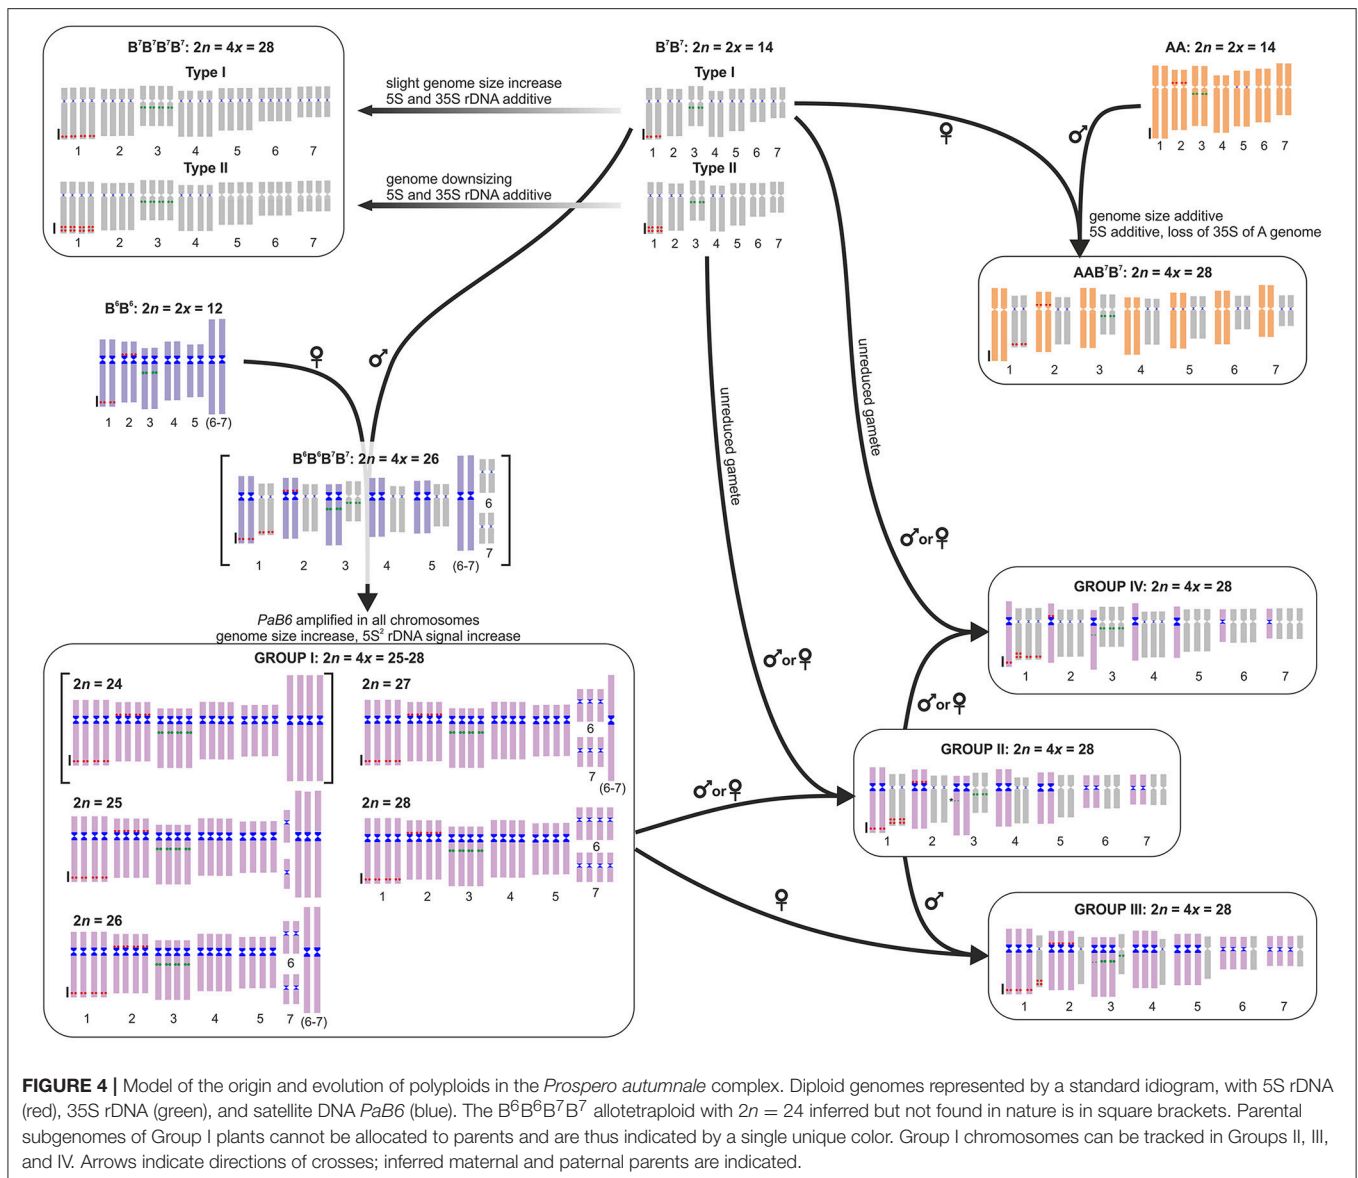 B⁷B⁷B⁷B⁷: 2n = 4x = 28
Type I
1 2 3 4 5 6 7
Type II
1 2 3 4 5 6 7
slight genome size increase
5S and 35S rDNA additive
genome downsizing
5S and 35S rDNA additive
B⁷B⁷: 2n = 2x = 14
Type I
1 2 3 4 5 6 7
Type II
1 2 3 4 5 6 7
AA: 2n = 2x = 14
1 2 3 4 5 6 7
♀
♂
genome size additive
5S additive, loss of 35S of A genome
AAB⁷B⁷: 2n = 4x = 28
1 2 3 4 5 6 7
B⁶B⁶: 2n = 2x = 12
1 2 3 4 5 (6-7)
♀
♂
B⁶B⁶B⁷B⁷: 2n = 4x = 26
6
7
1 2 3 4 5 (6-7)
unreduced gamete
unreduced gamete
♂or♀
♂or♀
♂or♀
PaB6 amplified in all chromosomes
genome size increase, 5S² rDNA signal increase
GROUP I: 2n = 4x = 25-28
2n = 24
2n = 27
6
7
(6-7)
2n = 25
2n = 28
6
1 2 3 4 5 7
2n = 26
6
1 2 3 4 5 7 (6-7)
♂or♀
♀
♂
GROUP IV: 2n = 4x = 28
1 2 3 4 5 6 7
GROUP II: 2n = 4x = 28
*
1 2 3 4 5 6 7
GROUP III: 2n = 4x = 28
1 2 3 4 5 6 7
FIGURE 4 | Model of the origin and evolution of polyploids in the Prospero autumnale complex. Diploid genomes represented by a standard idiogram, with 5S rDNA
(red), 35S rDNA (green), and satellite DNA PaB6 (blue). The B⁶B⁶B⁷B⁷ allotetraploid with 2n = 24 inferred but not found in nature is in square brackets. Parental
subgenomes of Group I plants cannot be allocated to parents and are thus indicated by a single unique color. Group I chromosomes can be tracked in Groups II, III,
and IV. Arrows indicate directions of crosses; inferred maternal and paternal parents are indicated.